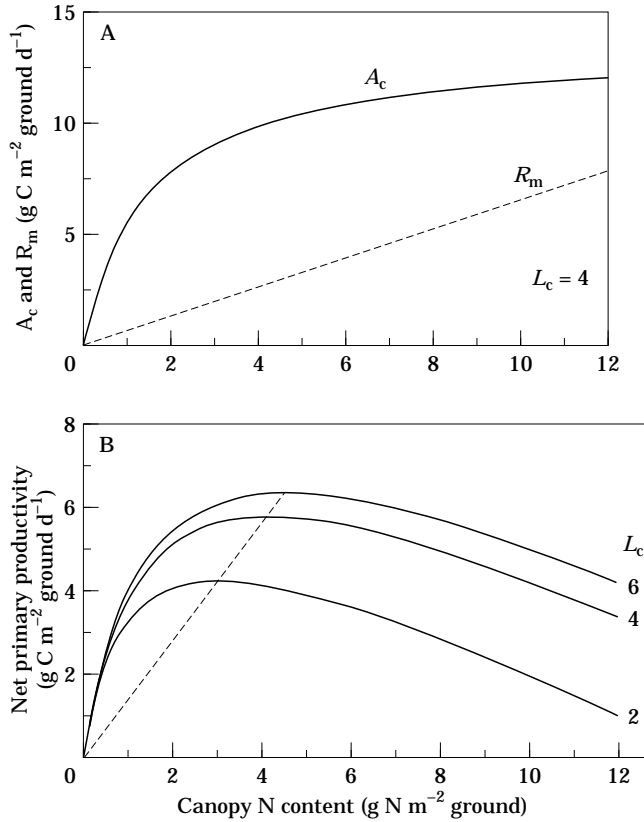 A
15
10
5
0
2
4
6
8
10
12
A_c
R_m
L_c = 4
A_c and R_m (g C m⁻² ground d⁻¹)
B
8
6
4
2
0
2
4
6
8
10
12
L_c
6
4
2
Net primary productivity
(g C m⁻² ground d⁻¹)
Canopy N content (g N m⁻² ground)